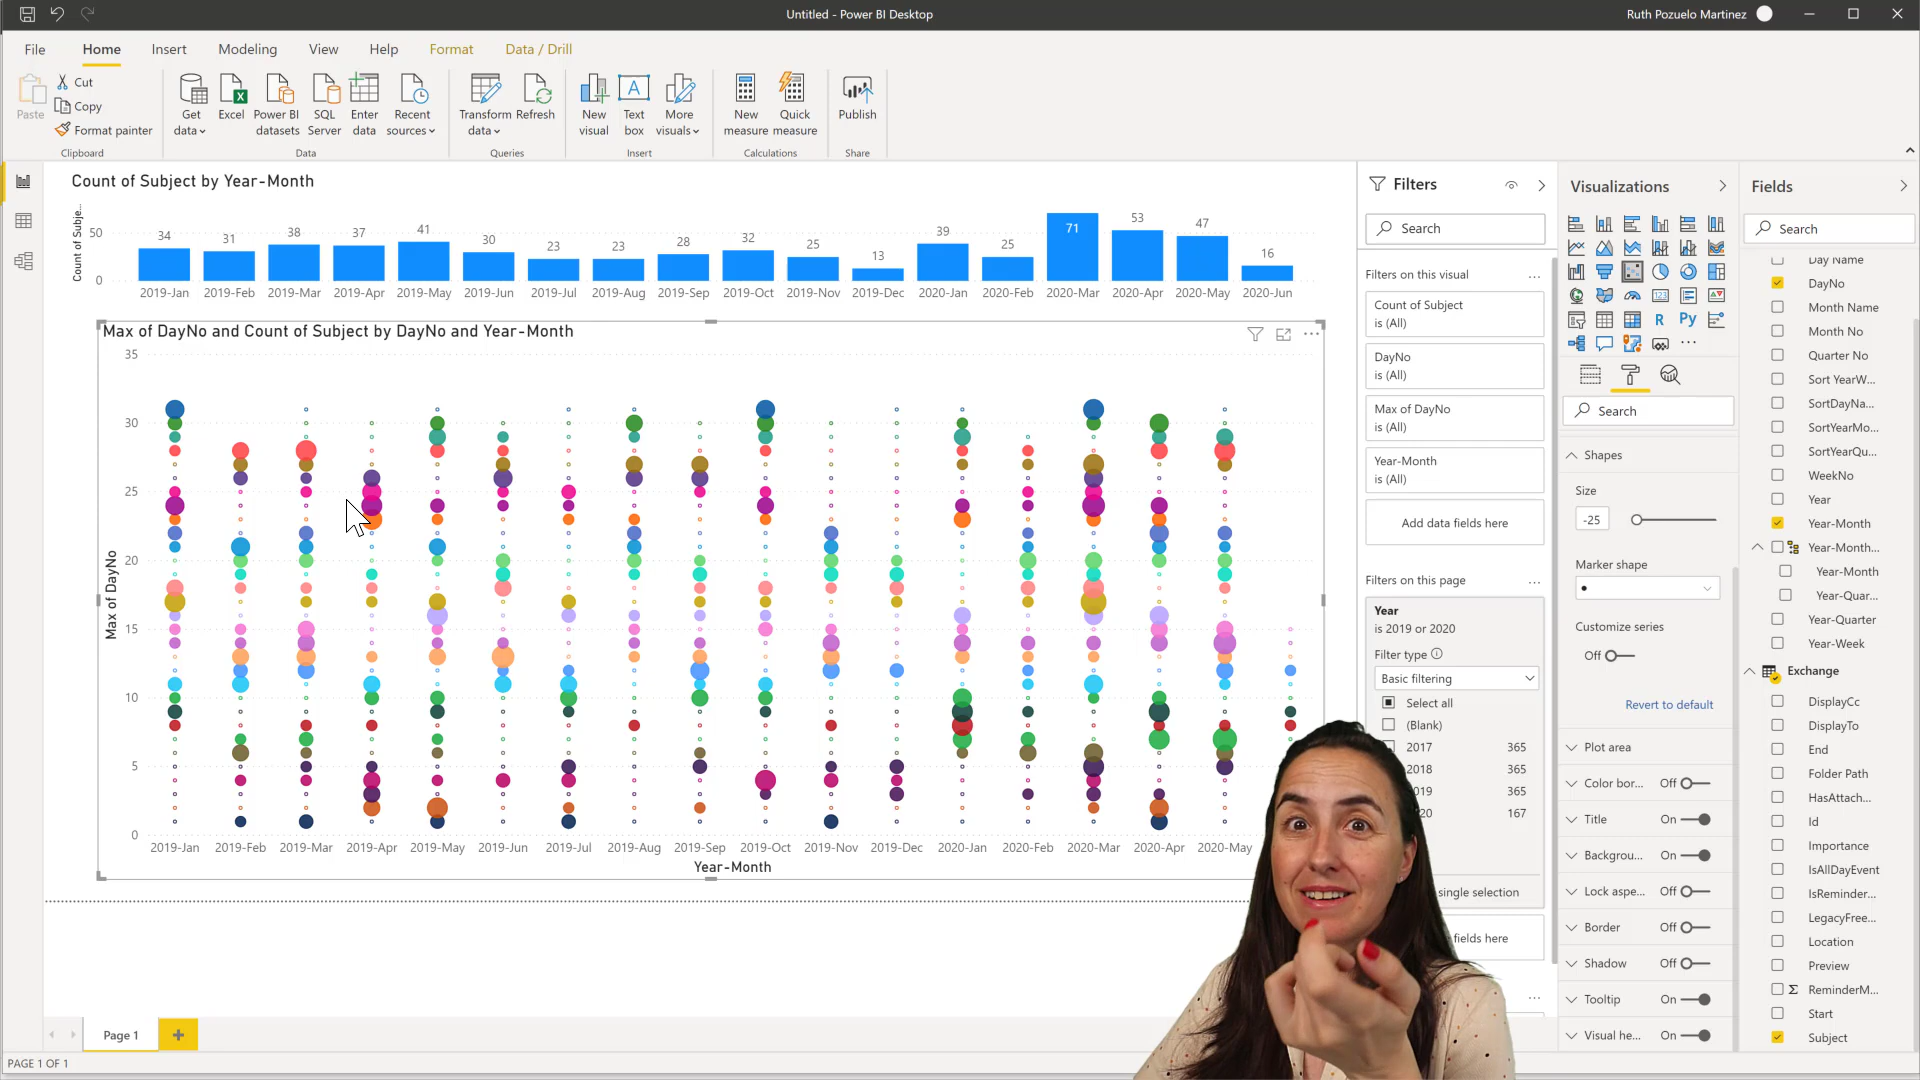 Untitled - Power BI Desktop
Ruth Pozuelo Martinez
File Home Insert Modeling View Help Format Data / Drill
Paste
Cut
Copy
Format painter
Clipboard
Get data
Excel
Power BI datasets
SQL Server
Enter data
Recent sources
Data
Transform data
Refresh
Queries
New visual
Text box
More visuals
Insert
New measure
Quick measure
Calculations
Publish
Share
Count of Subject by Year-Month
Count of Subje...
50
0
34 31 38 37 41 30 23 23 28 32 25 13 39 25 71 53 47 16
2019-Jan 2019-Feb 2019-Mar 2019-Apr 2019-May 2019-Jun 2019-Jul 2019-Aug 2019-Sep 2019-Oct 2019-Nov 2019-Dec 2020-Jan 2020-Feb 2020-Mar 2020-Apr 2020-May 2020-Jun
Max of DayNo and Count of Subject by DayNo and Year-Month
Max of DayNo
35
30
25
20
15
10
5
0
2019-Jan 2019-Feb 2019-Mar 2019-Apr 2019-May 2019-Jun 2019-Jul 2019-Aug 2019-Sep 2019-Oct 2019-Nov 2019-Dec 2020-Jan 2020-Feb 2020-Mar 2020-Apr 2020-May
Year-Month
Page 1
PAGE 1 OF 1
Filters
Search
Filters on this visual ...
Count of Subject
is (All)
DayNo
is (All)
Max of DayNo
is (All)
Year-Month
is (All)
Add data fields here
Filters on this page ...
Year
is 2019 or 2020
Filter type
Basic filtering
Select all
(Blank)
2017 365
2018 365
019 365
20 167
single selection
fields here
...
Visualizations
R
Py
...
Search
Shapes
Size
-25
Marker shape
Customize series
Off
Revert to default
Plot area
Color bor... Off
Title On
Backgrou... On
Lock aspe... Off
Border Off
Shadow Off
Tooltip On
Visual he... On
Fields
Search
Day Name
DayNo
Month Name
Month No
Quarter No
Sort YearW...
SortDayNa...
SortYearMo...
SortYearQu...
WeekNo
Year
Year-Month
Year-Month...
Year-Month
Year-Quar...
Year-Quarter
Year-Week
Exchange
DisplayCc
DisplayTo
End
Folder Path
HasAttach...
Id
Importance
IsAllDayEvent
IsReminder...
LegacyFree...
Location
Preview
ReminderM...
Start
Subject